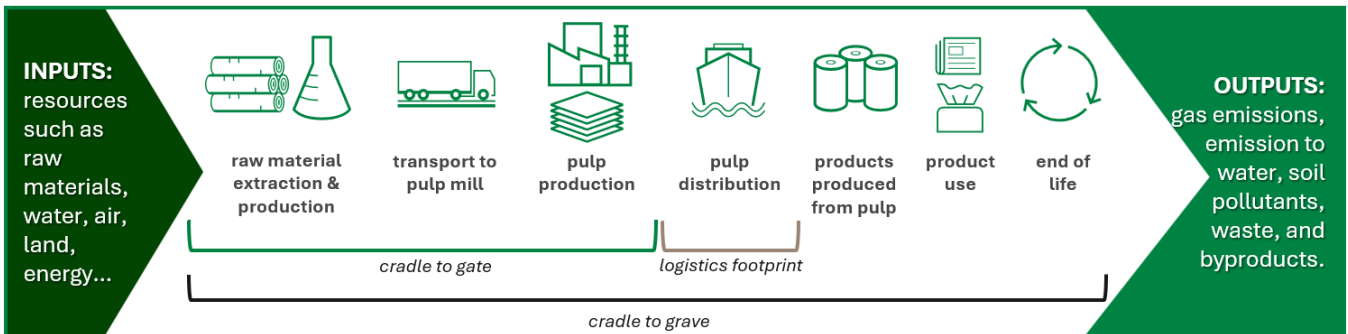 INPUTS:
resources
such as
raw
materials,
water, air,
land,
energy...
raw material
extraction &
production
transport to
pulp mill
pulp
production
pulp
distribution
products
produced
from pulp
product
use
end of
life
cradle to gate
logistics footprint
cradle to grave
OUTPUTS:
gas emissions,
emission to
water, soil
pollutants,
waste, and
byproducts.